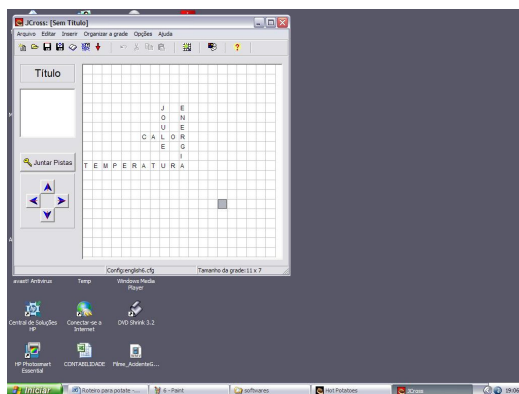 JCross: [Sem Título]
Arquivo Editar Inserir Organizar a grade Opções Ajuda
Título
J E
O N
U E
C A L O R
E G
I
T E M P E R A T U R A
Juntar Pistas
Config:english6.cfg Tamanho da grade:11 x 7
avast! Antivirus Temp Windows Media Player
Central de Soluções HP Conectar-se a Internet DVD Shrink 3.2
HP Photosmart Essential CONTABILIDADE Filme_AcidenteG...
Iniciar Roteiro para potate -... 6 - Paint softwares Hot Potatoes JCross 19:06